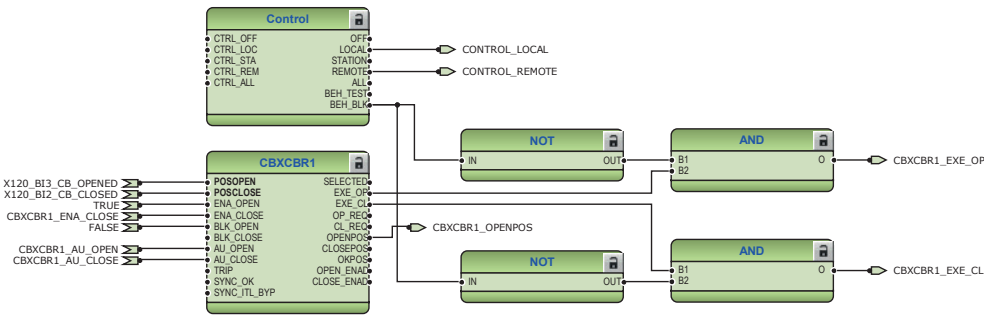 Control
CTRL_OFF OFF
CTRL_LOC LOCAL CONTROL_LOCAL
CTRL_STA STATION
CTRL_REM REMOTE CONTROL_REMOTE
CTRL_ALL ALL
BEH_TEST
BEH_BLK
NOT AND
IN OUT B1 O CBXCBR1_EXE_OP
B2
CBXCBR1
X120_BI3_CB_OPENED POSOPEN SELECTED
X120_BI2_CB_CLOSED POSCLOSE EXE_OP
TRUE ENA_OPEN EXE_CL
CBXCBR1_ENA_CLOSE ENA_CLOSE OP_REQ
FALSE BLK_OPEN CL_REQ CBXCBR1_OPENPOS
BLK_CLOSE OPENPOS
CBXCBR1_AU_OPEN AU_OPEN CLOSEPOS
CBXCBR1_AU_CLOSE AU_CLOSE OKPOS
TRIP OPEN_ENAD
SYNC_OK CLOSE_ENAD
SYNC_ITL_BYP
NOT AND
IN OUT B1 O CBXCBR1_EXE_CL
B2